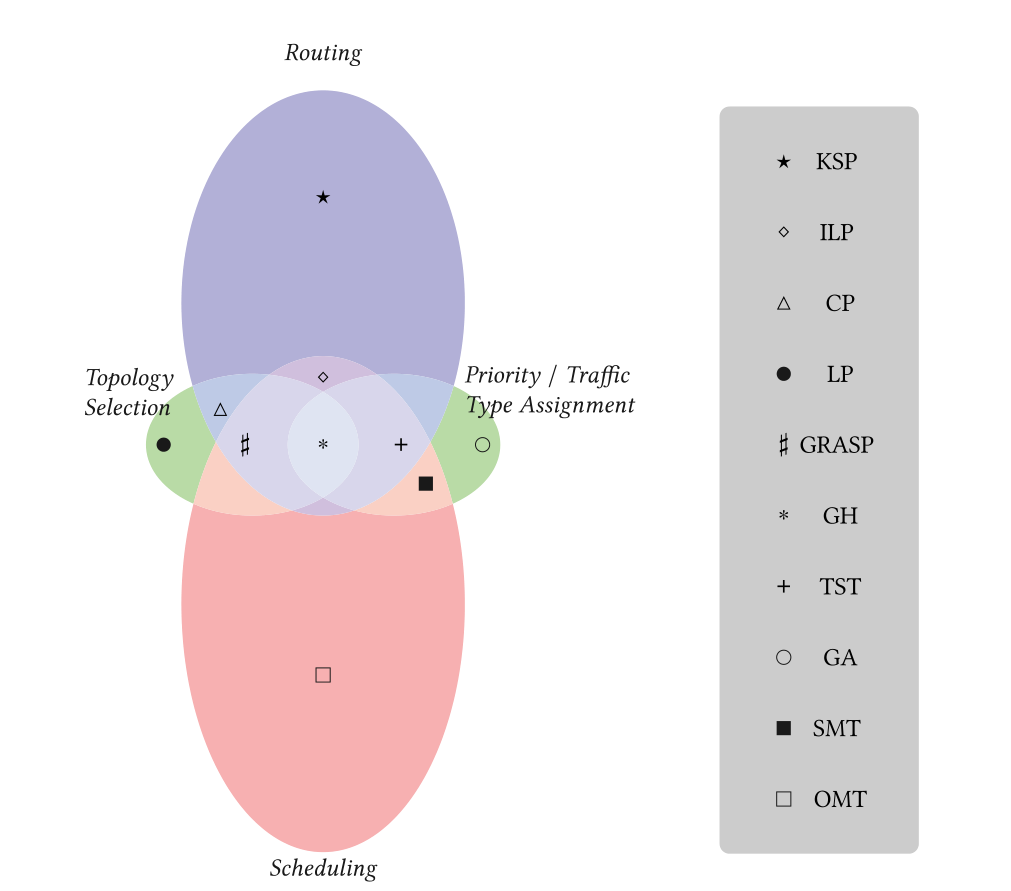 Routing
Topology
Selection
Priority / Traffic
Type Assignment
Scheduling
★ KSP
◇ ILP
△ CP
● LP
♯ GRASP
* GH
+ TST
○ GA
■ SMT
□ OMT